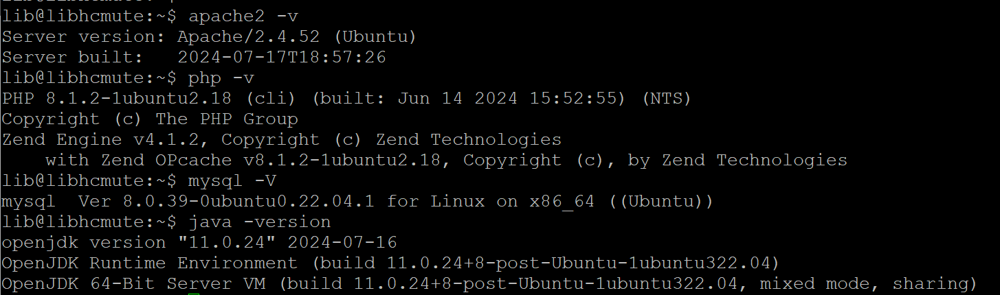 lib@libhcmute:~$ apache2 -v
Server version: Apache/2.4.52 (Ubuntu)
Server built:   2024-07-17T18:57:26
lib@libhcmute:~$ php -v
PHP 8.1.2-1ubuntu2.18 (cli) (built: Jun 14 2024 15:52:55) (NTS)
Copyright (c) The PHP Group
Zend Engine v4.1.2, Copyright (c) Zend Technologies
    with Zend OPcache v8.1.2-1ubuntu2.18, Copyright (c), by Zend Technologies
lib@libhcmute:~$ mysql -V
mysql  Ver 8.0.39-0ubuntu0.22.04.1 for Linux on x86_64 ((Ubuntu))
lib@libhcmute:~$ java -version
openjdk version "11.0.24" 2024-07-16
OpenJDK Runtime Environment (build 11.0.24+8-post-Ubuntu-1ubuntu322.04)
OpenJDK 64-Bit Server VM (build 11.0.24+8-post-Ubuntu-1ubuntu322.04, mixed mode, sharing)